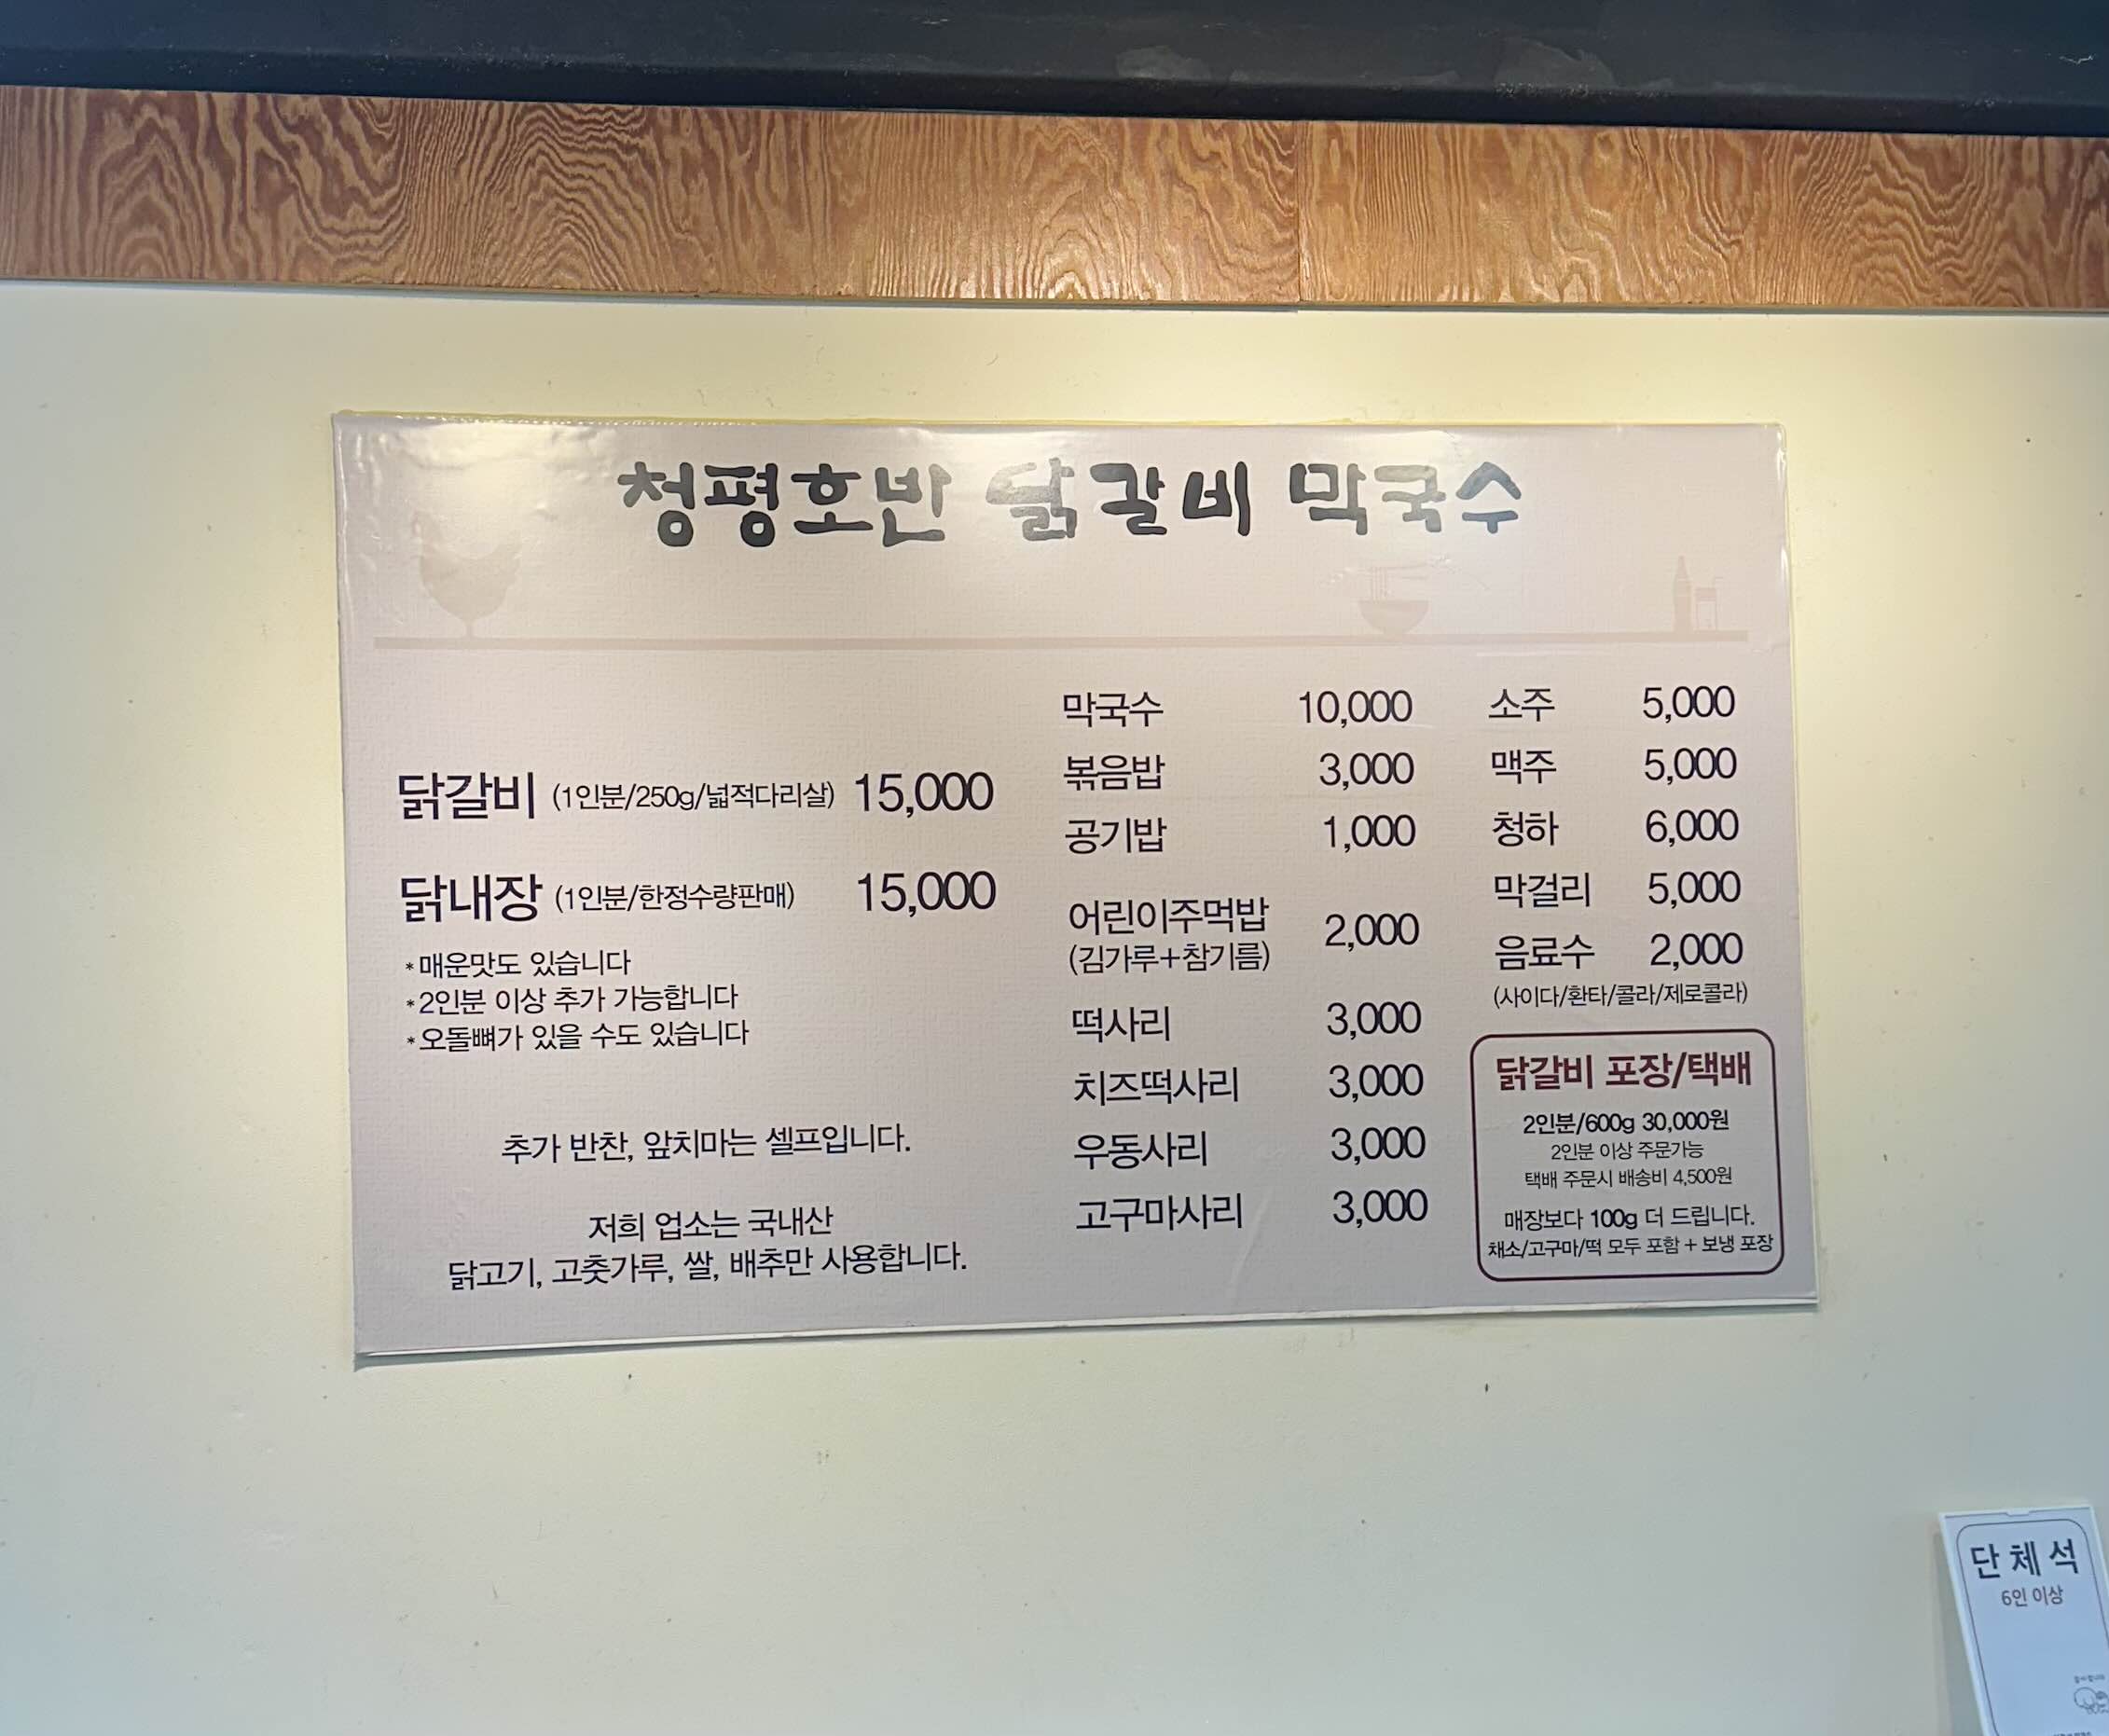 청평호반 닭갈비 막국수
닭갈비 (1인분/250g/넓적다리살) 15,000
닭내장 (1인분/한정수량판매) 15,000
*매운맛도 있습니다
*2인분 이상 추가 가능합니다
*오돌뼈가 있을 수도 있습니다
추가 반찬, 앞치마는 셀프입니다.
저희 업소는 국내산
닭고기, 고춧가루, 쌀, 배추만 사용합니다.
막국수 10,000
볶음밥 3,000
공기밥 1,000
어린이주먹밥 2,000
(김가루+참기름)
떡사리 3,000
치즈떡사리 3,000
우동사리 3,000
고구마사리 3,000
소주 5,000
맥주 5,000
청하 6,000
막걸리 5,000
음료수 2,000
(사이다/환타/콜라/제로콜라)
닭갈비 포장/택배
2인분/600g 30,000원
2인분 이상 주문가능
택배 주문시 배송비 4,500원
매장보다 100g 더 드립니다.
채소/고구마/떡 모두 포함 + 보냉 포장
단체석
6인 이상